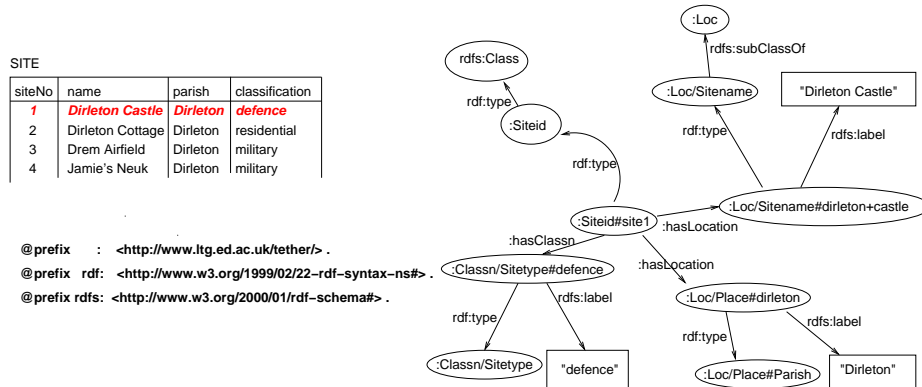 SITE
siteNo name parish classification
1 Dirleton Castle Dirleton defence
2 Dirleton Cottage Dirleton residential
3 Drem Airfield Dirleton military
4 Jamie's Neuk Dirleton military
@prefix : <http://www.ltg.ed.ac.uk/tether/> .
@prefix rdf: <http://www.w3.org/1999/02/22−rdf−syntax−ns#> .
@prefix rdfs: <http://www.w3.org/2000/01/rdf−schema#> .
:Loc
rdfs:subClassOf
rdfs:Class
:Loc/Sitename
"Dirleton Castle"
rdf:type
:Siteid
rdf:type
rdfs:label
rdf:type
:Loc/Sitename#dirleton+castle
:Siteid#site1
:hasLocation
:hasClassn
:hasLocation
:Classn/Sitetype#defence
:Loc/Place#dirleton
rdf:type
rdfs:label
rdf:type
rdfs:label
:Classn/Sitetype
"defence"
:Loc/Place#Parish
"Dirleton"